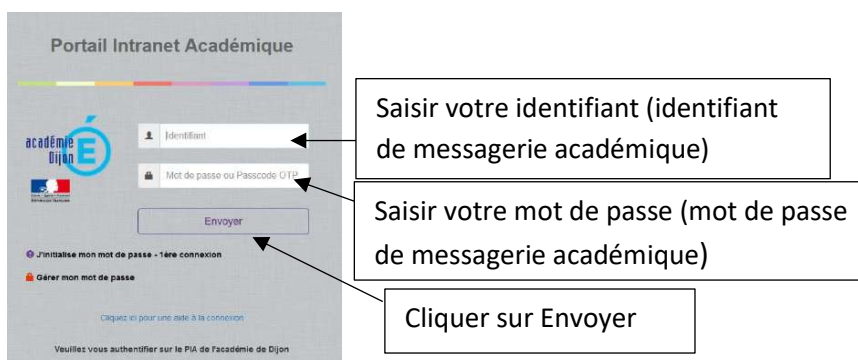 Portail Intranet Académique
académie
Dijon
É
Identifiant
Mot de passe ou Passcode OTP
Envoyer
J'initialise mon mot de passe - 1ère connexion
Gérer mon mot de passe
Cliquez ici pour une aide à la connexion
Veuillez vous authentifier sur le PIA de l'académie de Dijon
Saisir votre identifiant (identifiant
de messagerie académique)
Saisir votre mot de passe (mot de passe
de messagerie académique)
Cliquer sur Envoyer